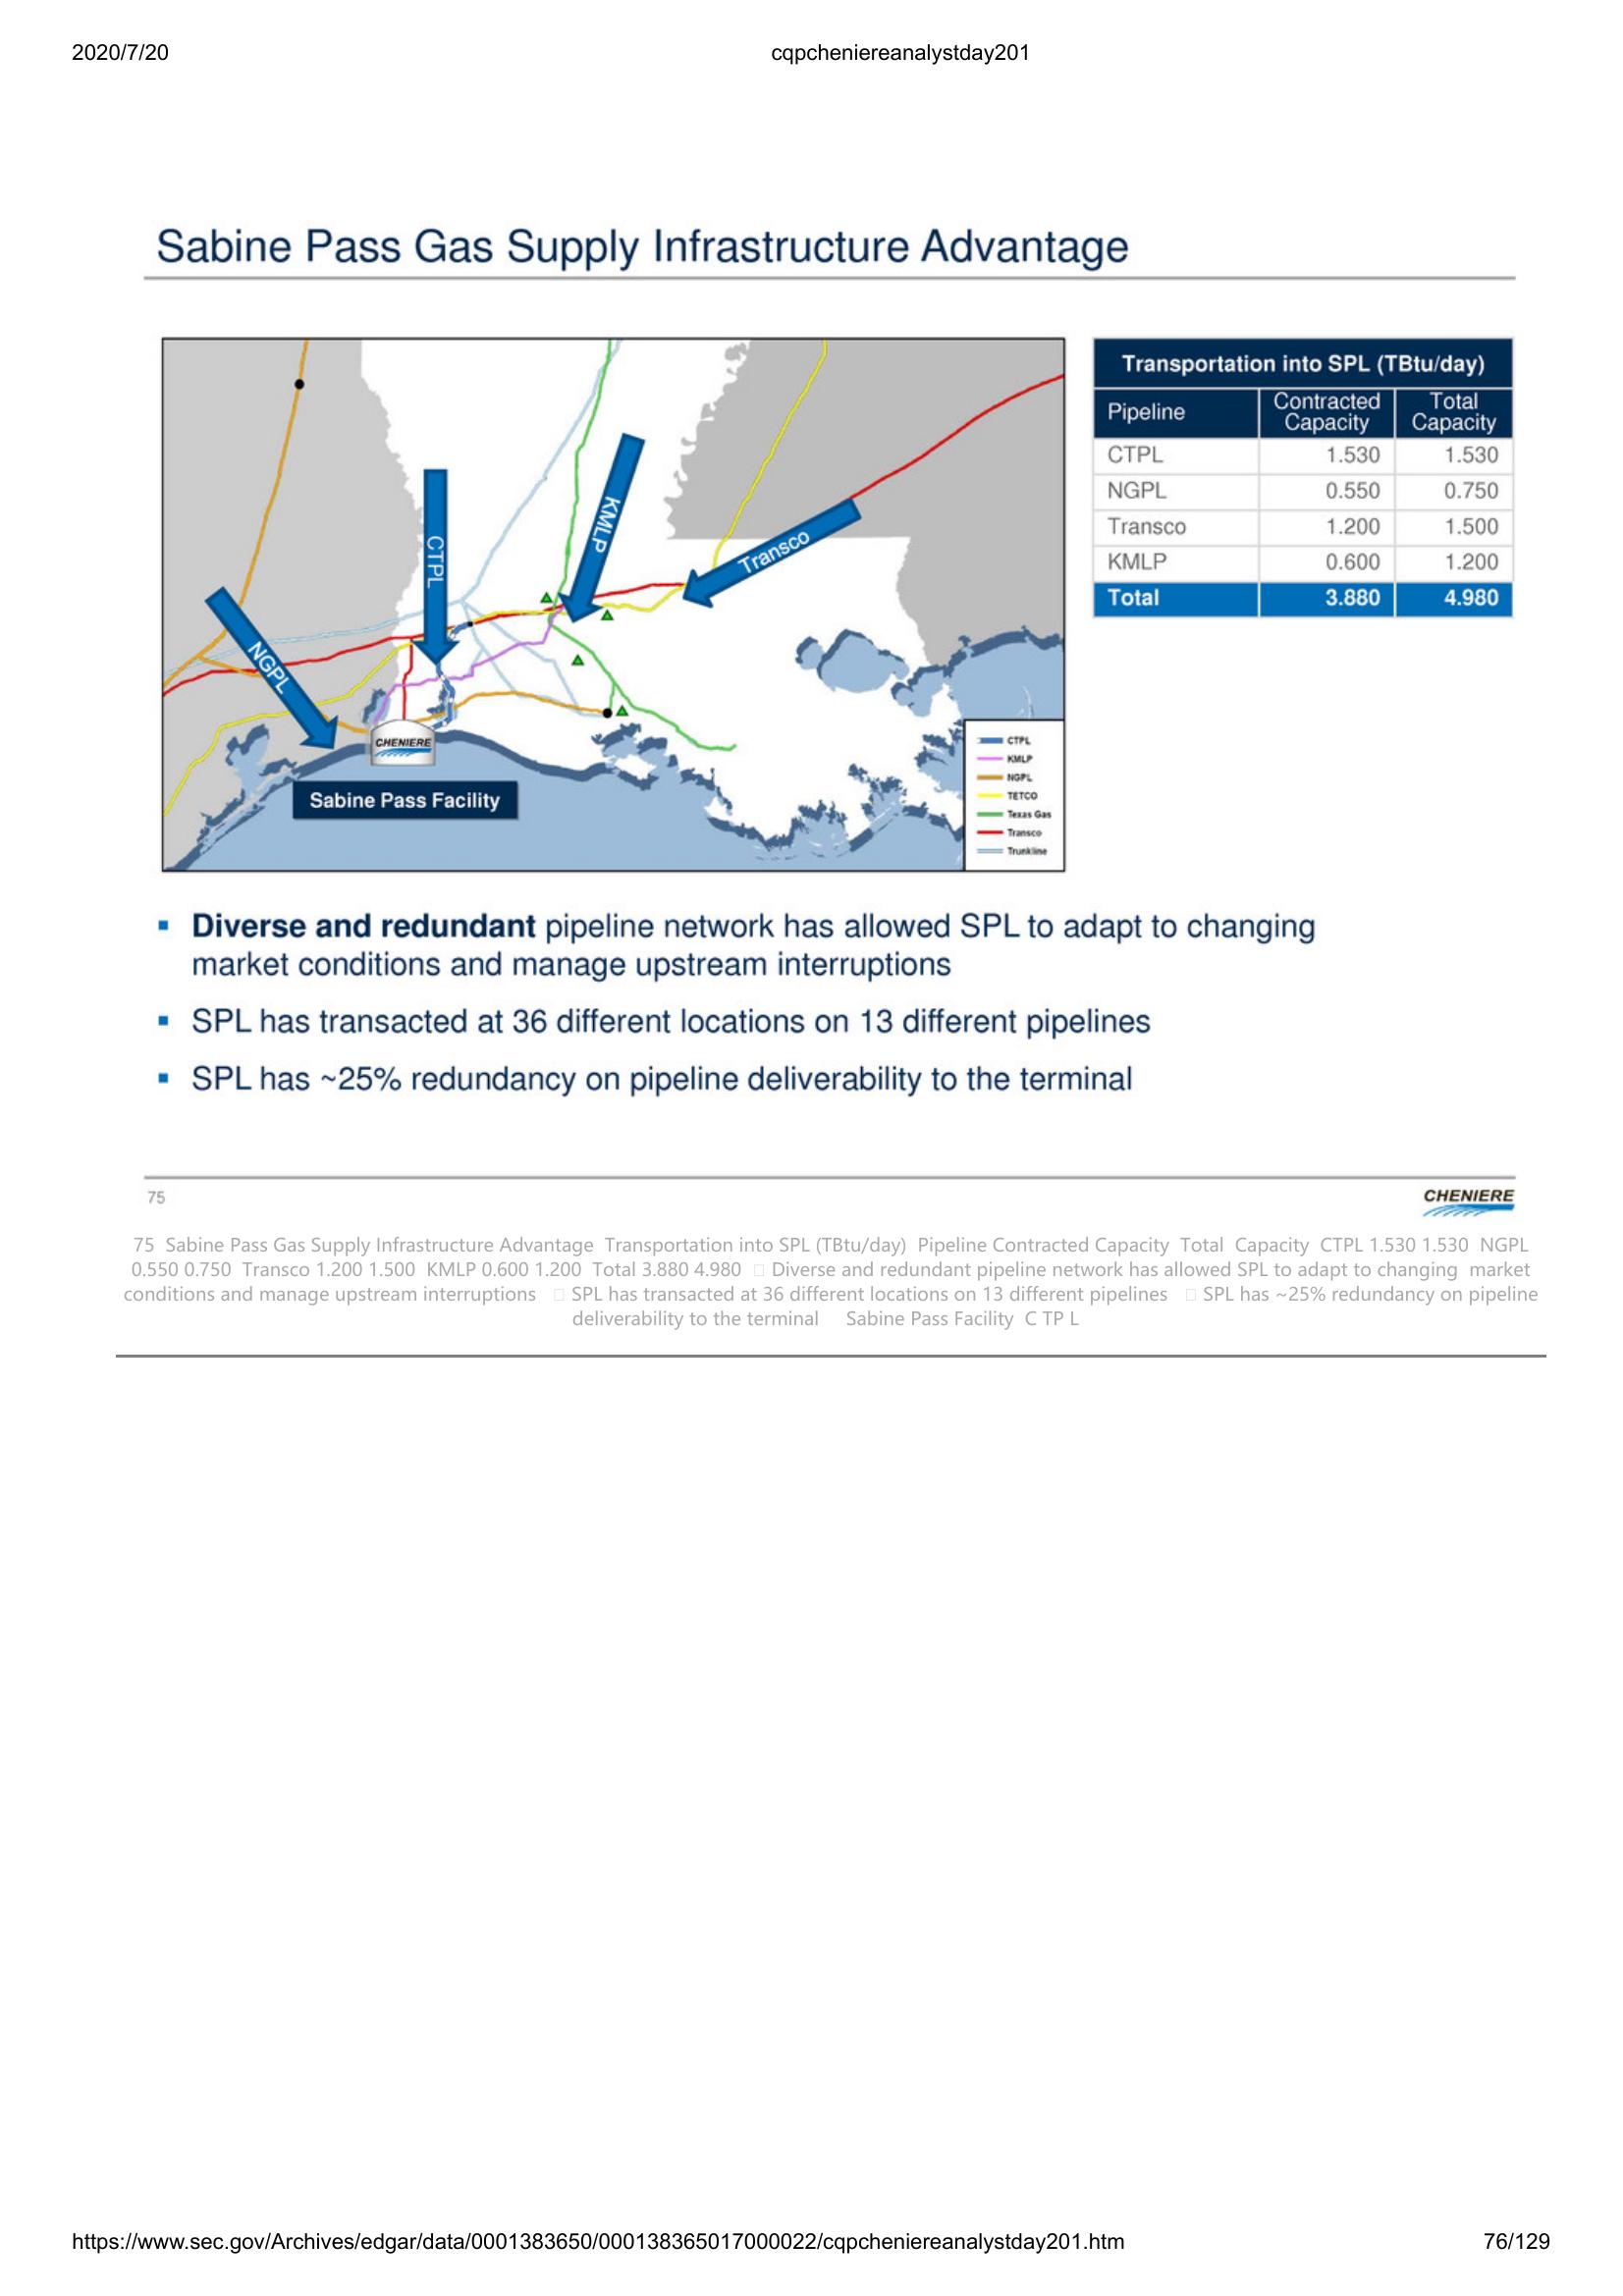 2020/7/20 cqpcheniereanalystday201
Sabine Pass Gas Supply Infrastructure Advantage
CTPL
KMLP
Transco
NGPL
CHENIERE
Sabine Pass Facility
CTPL
KMLP
NGPL
TETCO
Texas Gas
Transco
Trunkline
Transportation into SPL (TBtu/day)
Pipeline Contracted Capacity Total Capacity
CTPL 1.530 1.530
NGPL 0.550 0.750
Transco 1.200 1.500
KMLP 0.600 1.200
Total 3.880 4.980
▪ Diverse and redundant pipeline network has allowed SPL to adapt to changing
market conditions and manage upstream interruptions
▪ SPL has transacted at 36 different locations on 13 different pipelines
▪ SPL has ~25% redundancy on pipeline deliverability to the terminal
75 CHENIERE
75 Sabine Pass Gas Supply Infrastructure Advantage Transportation into SPL (TBtu/day) Pipeline Contracted Capacity Total Capacity CTPL 1.530 1.530 NGPL
0.550 0.750 Transco 1.200 1.500 KMLP 0.600 1.200 Total 3.880 4.980 □ Diverse and redundant pipeline network has allowed SPL to adapt to changing market
conditions and manage upstream interruptions □ SPL has transacted at 36 different locations on 13 different pipelines □ SPL has ~25% redundancy on pipeline
deliverability to the terminal Sabine Pass Facility C TP L
https://www.sec.gov/Archives/edgar/data/0001383650/000138365017000022/cqpcheniereanalystday201.htm 76/129